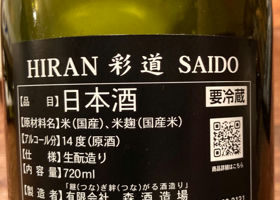 HIRAN 彩道 SAIDO
【品 目】日本酒
要冷蔵
【原材料名】米(国産)、米麹(国産米)
【アルコール分】14度(原酒)
【仕 様】生酛造り
【内 容 量】720ml
商品詳細はこちら
【製 造 者】「縁(つな)ぎ絆(つな)がる酒造り」
有限会社 森酒造場